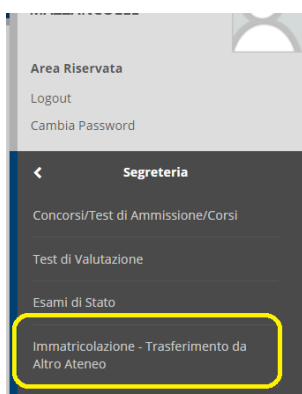 Area Riservata
Logout
Cambia Password
Segreteria
Concorsi/Test di Ammissione/Corsi
Test di Valutazione
Esami di Stato
Immatricolazione - Trasferimento da
Altro Ateneo